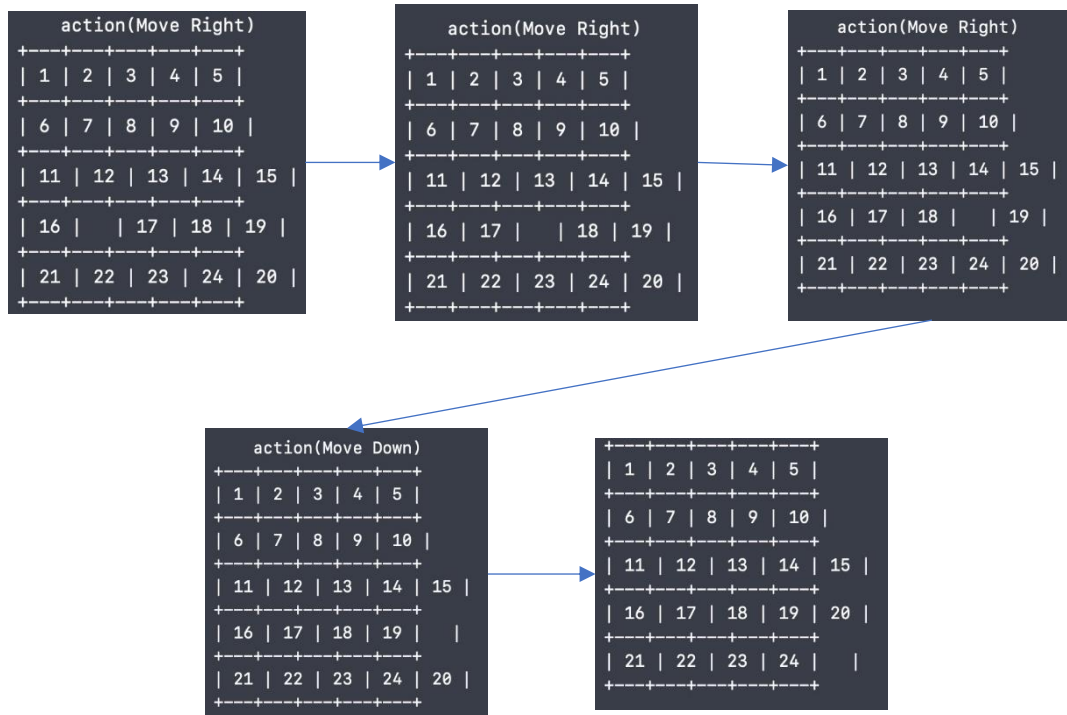 action(Move Right)
+---+---+---+---+---+
| 1 | 2 | 3 | 4 | 5 |
+---+---+---+---+---+
| 6 | 7 | 8 | 9 | 10 |
+---+---+---+---+---+
| 11 | 12 | 13 | 14 | 15 |
+---+---+---+---+---+
| 16 |   | 17 | 18 | 19 |
+---+---+---+---+---+
| 21 | 22 | 23 | 24 | 20 |
+---+---+---+---+---+
action(Move Right)
+---+---+---+---+---+
| 1 | 2 | 3 | 4 | 5 |
+---+---+---+---+---+
| 6 | 7 | 8 | 9 | 10 |
+---+---+---+---+---+
| 11 | 12 | 13 | 14 | 15 |
+---+---+---+---+---+
| 16 | 17 |   | 18 | 19 |
+---+---+---+---+---+
| 21 | 22 | 23 | 24 | 20 |
+---+---+---+---+---+
action(Move Right)
+---+---+---+---+---+
| 1 | 2 | 3 | 4 | 5 |
+---+---+---+---+---+
| 6 | 7 | 8 | 9 | 10 |
+---+---+---+---+---+
| 11 | 12 | 13 | 14 | 15 |
+---+---+---+---+---+
| 16 | 17 | 18 |   | 19 |
+---+---+---+---+---+
| 21 | 22 | 23 | 24 | 20 |
+---+---+---+---+---+
action(Move Down)
+---+---+---+---+---+
| 1 | 2 | 3 | 4 | 5 |
+---+---+---+---+---+
| 6 | 7 | 8 | 9 | 10 |
+---+---+---+---+---+
| 11 | 12 | 13 | 14 | 15 |
+---+---+---+---+---+
| 16 | 17 | 18 | 19 |   |
+---+---+---+---+---+
| 21 | 22 | 23 | 24 | 20 |
+---+---+---+---+---+
+---+---+---+---+---+
| 1 | 2 | 3 | 4 | 5 |
+---+---+---+---+---+
| 6 | 7 | 8 | 9 | 10 |
+---+---+---+---+---+
| 11 | 12 | 13 | 14 | 15 |
+---+---+---+---+---+
| 16 | 17 | 18 | 19 | 20 |
+---+---+---+---+---+
| 21 | 22 | 23 | 24 |   |
+---+---+---+---+---+